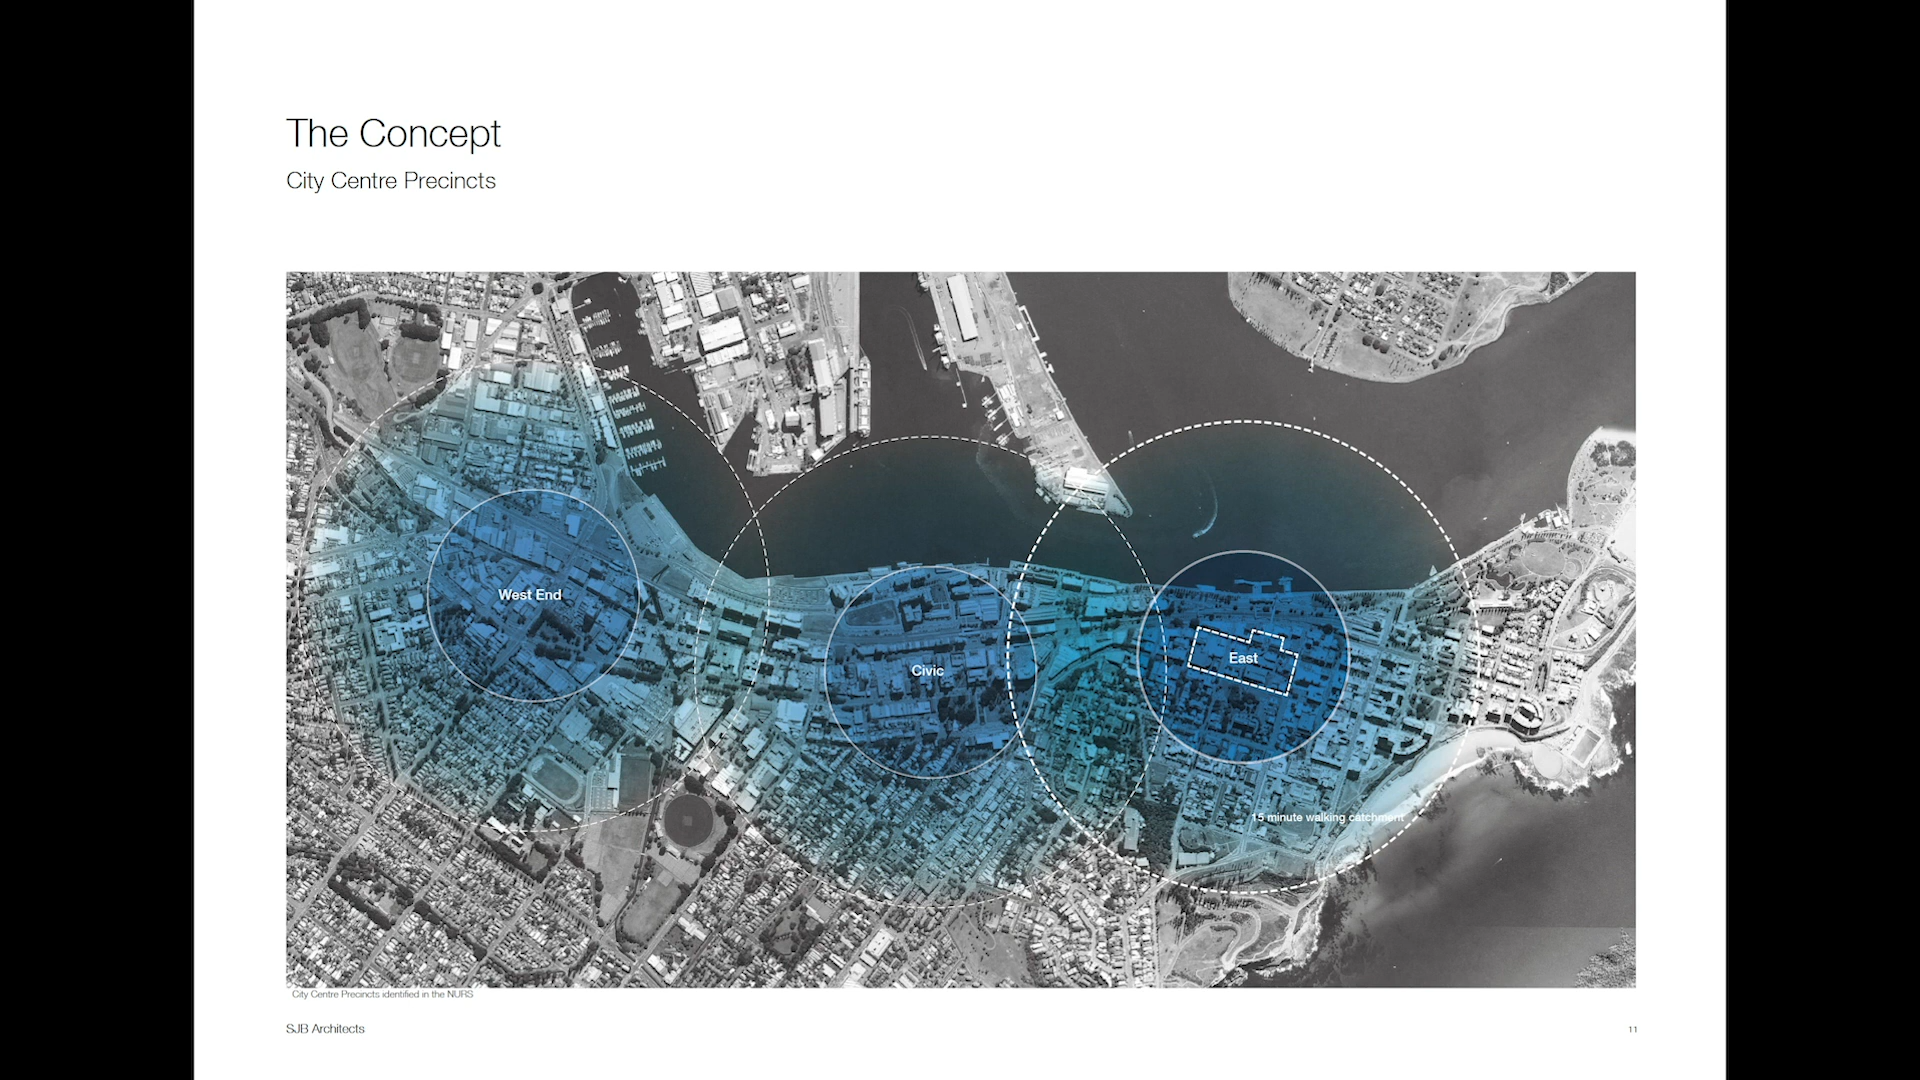 The Concept
City Centre Precincts
West End
Civic
East
15 minute walking catchment
City Centre Precincts identified in the NURS
SJB Architects
11